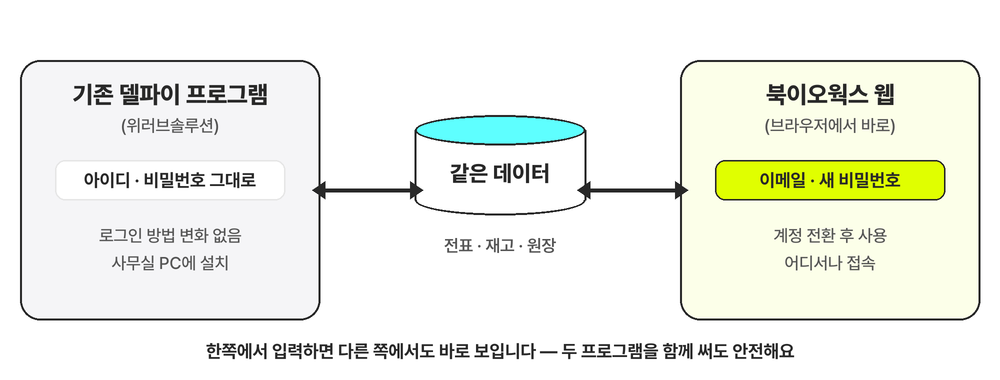 기존 델파이 프로그램
(위러브솔루션)
아이디 · 비밀번호 그대로
로그인 방법 변화 없음
사무실 PC에 설치
같은 데이터
전표 · 재고 · 원장
북이오웍스 웹
(브라우저에서 바로)
이메일 · 새 비밀번호
계정 전환 후 사용
어디서나 접속
한쪽에서 입력하면 다른 쪽에서도 바로 보입니다 — 두 프로그램을 함께 써도 안전해요